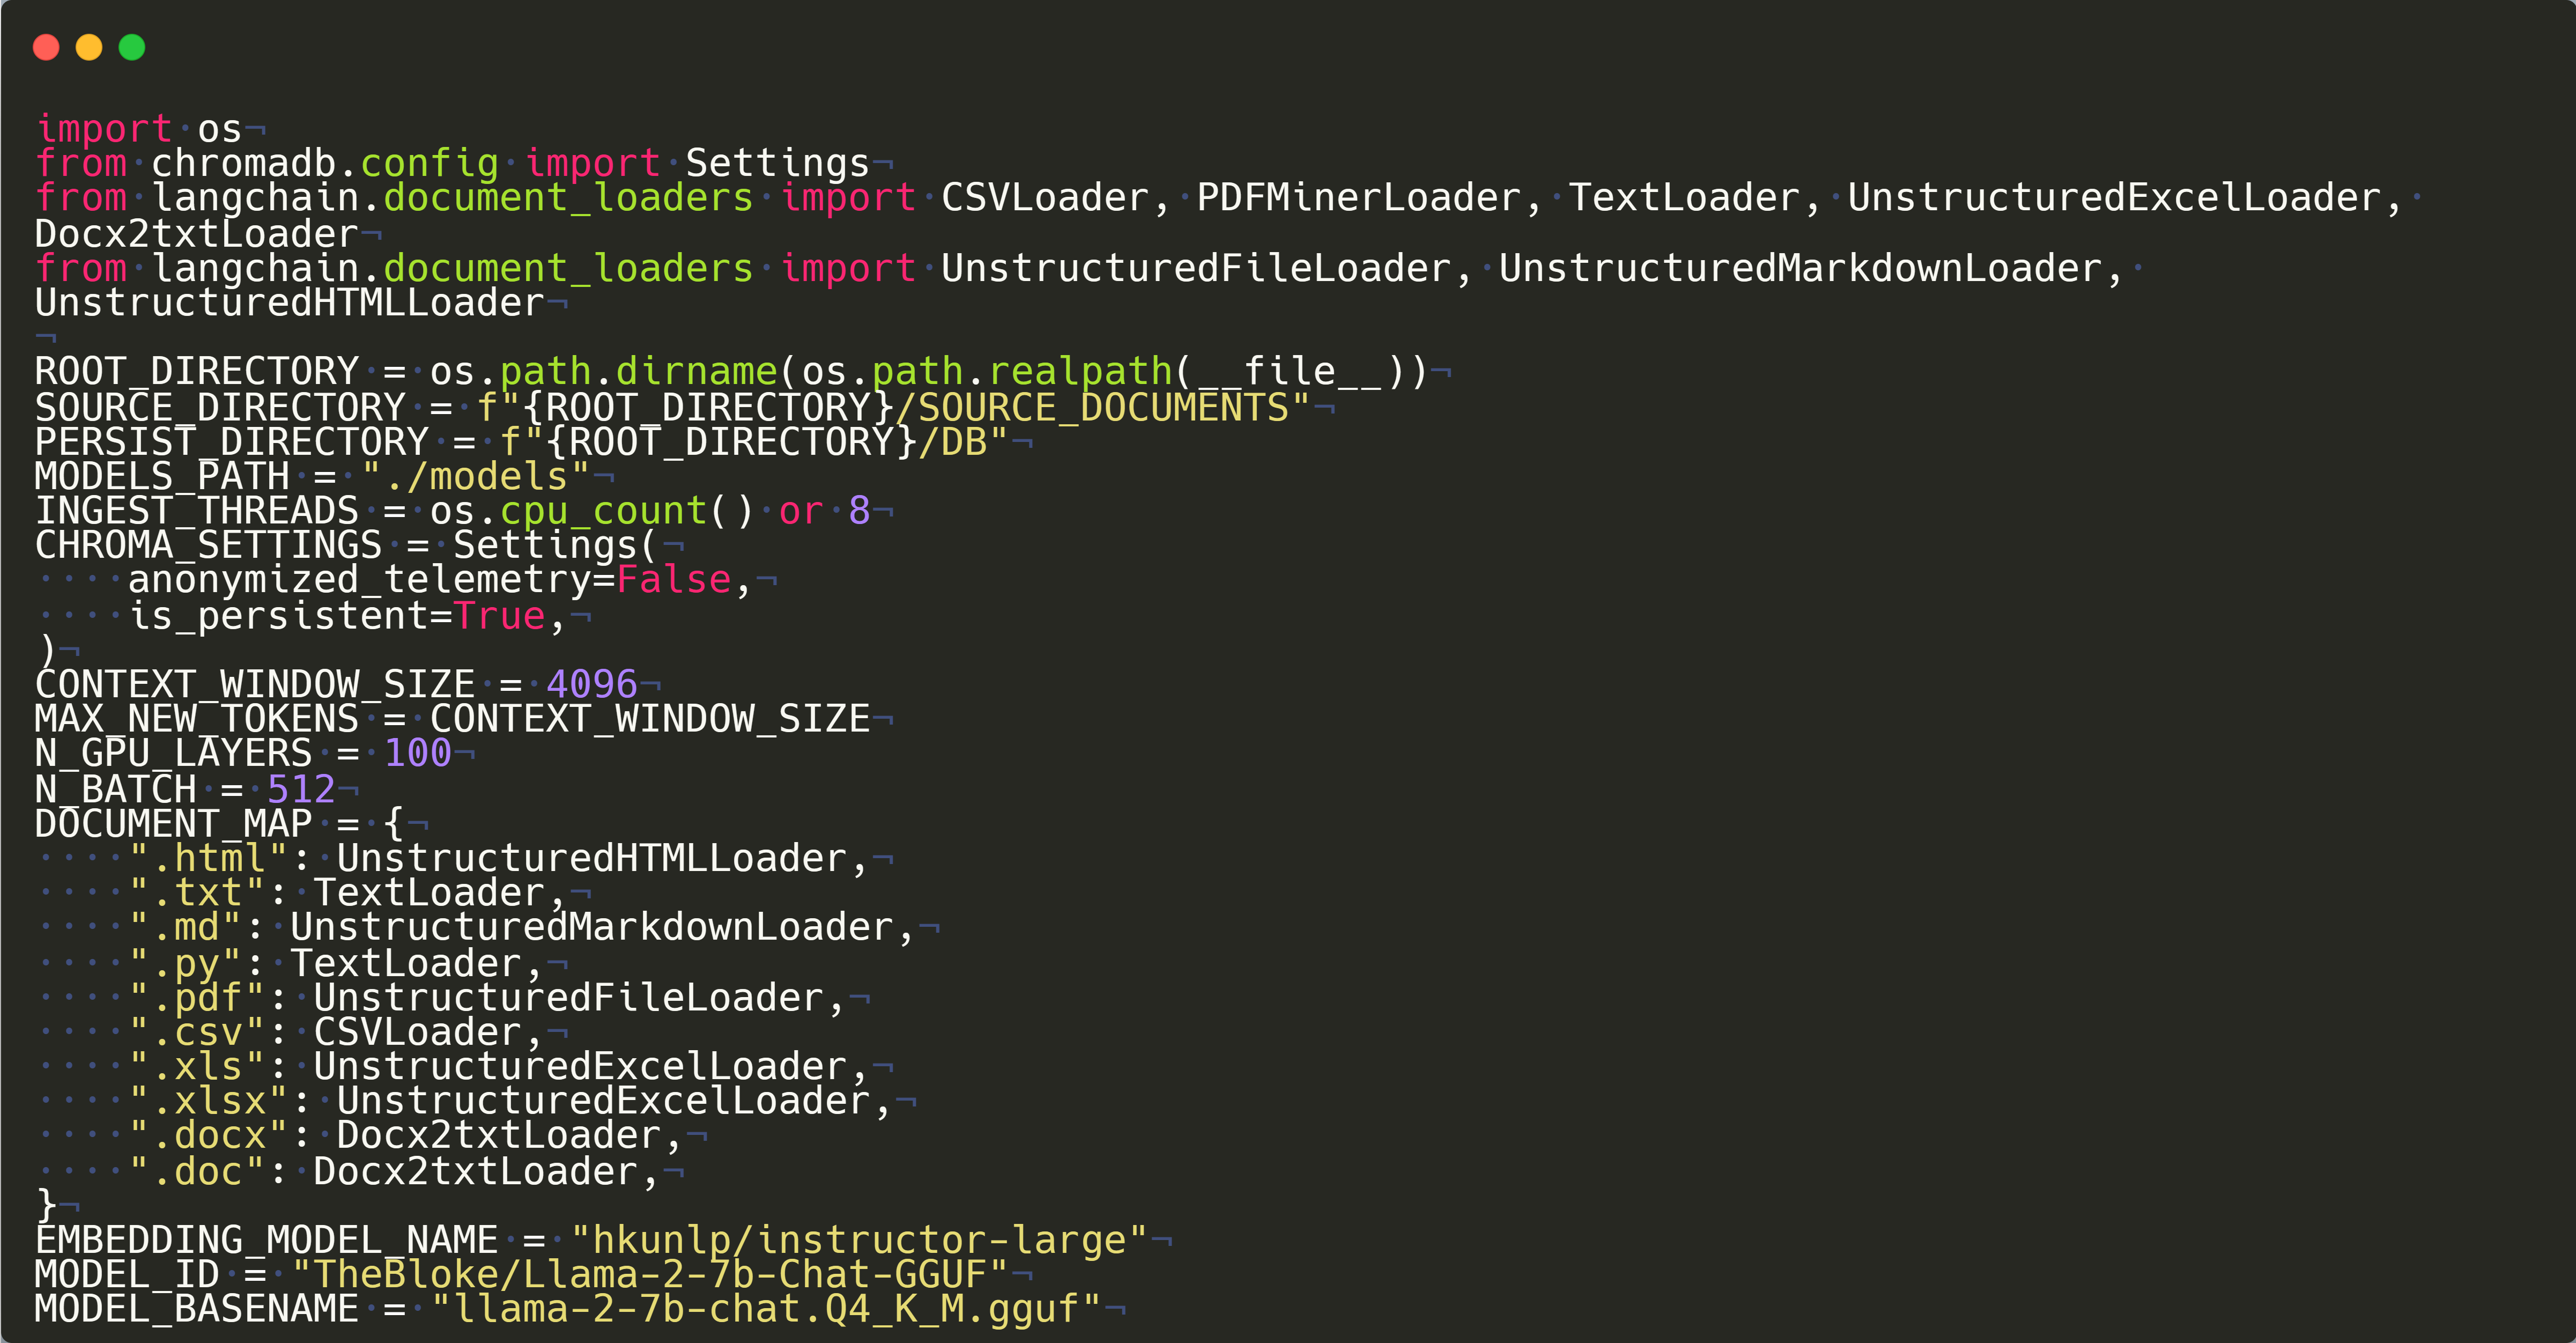 import os
from chromadb.config import Settings
from langchain.document_loaders import CSVLoader, PDFMinerLoader, TextLoader, UnstructuredExcelLoader,
Docx2txtLoader
from langchain.document_loaders import UnstructuredFileLoader, UnstructuredMarkdownLoader,
UnstructuredHTMLLoader

ROOT_DIRECTORY = os.path.dirname(os.path.realpath(__file__))
SOURCE_DIRECTORY = f"{ROOT_DIRECTORY}/SOURCE_DOCUMENTS"
PERSIST_DIRECTORY = f"{ROOT_DIRECTORY}/DB"
MODELS_PATH = "./models"
INGEST_THREADS = os.cpu_count() or 8
CHROMA_SETTINGS = Settings(
    anonymized_telemetry=False,
    is_persistent=True,
)
CONTEXT_WINDOW_SIZE = 4096
MAX_NEW_TOKENS = CONTEXT_WINDOW_SIZE
N_GPU_LAYERS = 100
N_BATCH = 512
DOCUMENT_MAP = {
    ".html": UnstructuredHTMLLoader,
    ".txt": TextLoader,
    ".md": UnstructuredMarkdownLoader,
    ".py": TextLoader,
    ".pdf": UnstructuredFileLoader,
    ".csv": CSVLoader,
    ".xls": UnstructuredExcelLoader,
    ".xlsx": UnstructuredExcelLoader,
    ".docx": Docx2txtLoader,
    ".doc": Docx2txtLoader,
}
EMBEDDING_MODEL_NAME = "hkunlp/instructor-large"
MODEL_ID = "TheBloke/Llama-2-7b-Chat-GGUF"
MODEL_BASENAME = "llama-2-7b-chat.Q4_K_M.gguf"